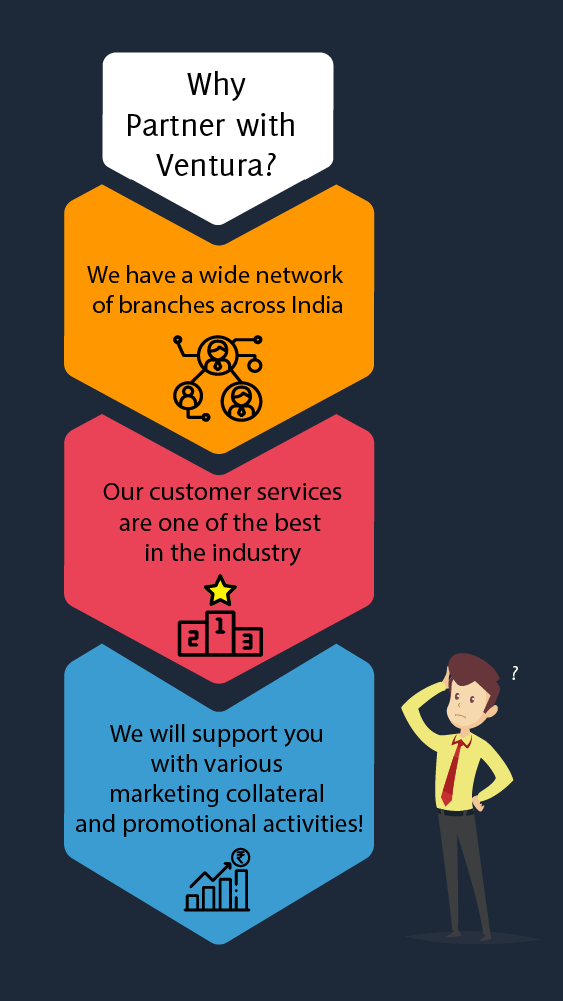 Why
Partner with
Ventura?
We have a wide network
of branches across India
Our customer services
are one of the best
in the industry
2 1 3
We will support you
with various
marketing collateral
and promotional activities!
₹
?